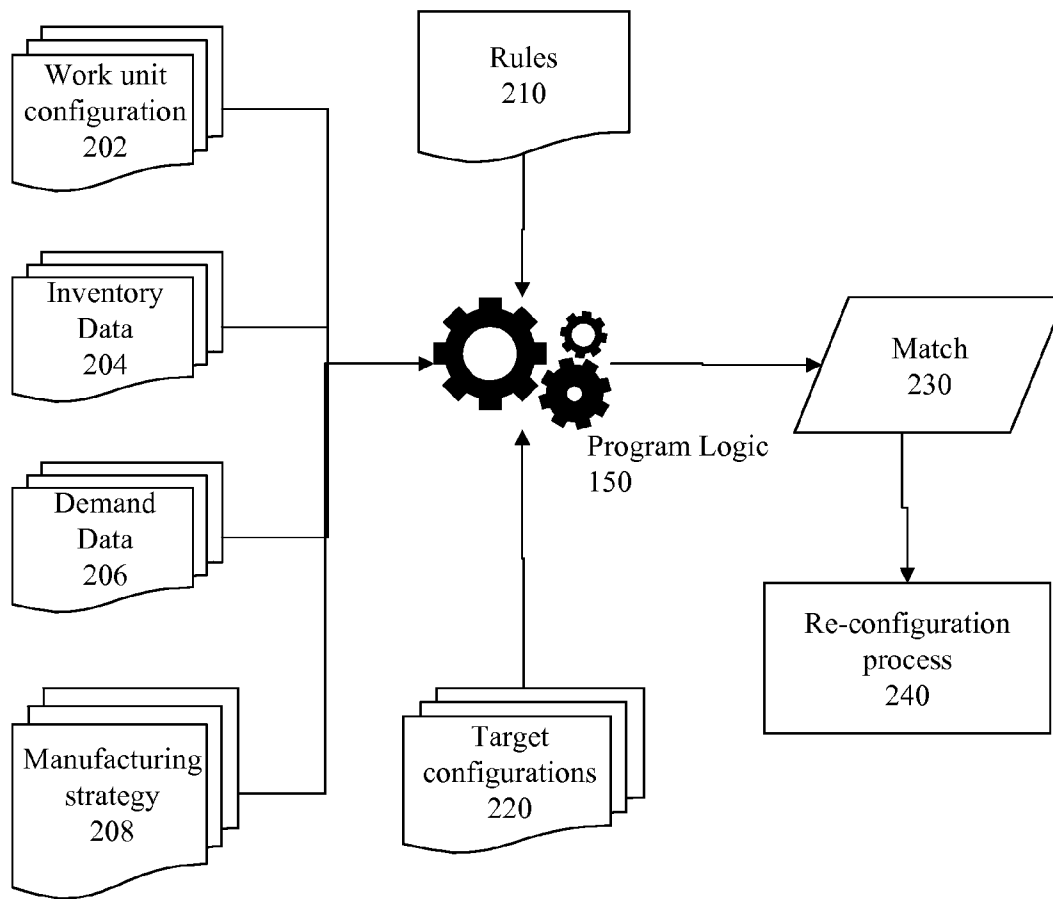 Work unit
configuration
202
Rules
210
Inventory
Data
204
Match
230
Program Logic
150
Demand
Data
206
Re-configuration
process
240
Manufacturing
strategy
208
Target
configurations
220